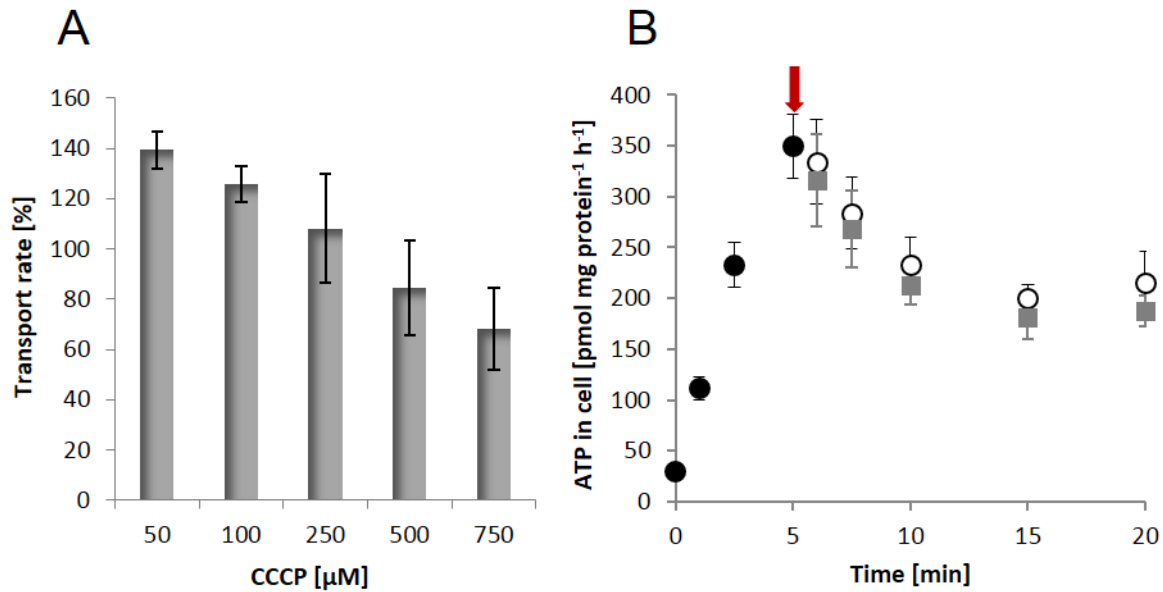 A
Transport rate [%]
160
140
120
100
80
60
40
20
0
50 100 250 500 750
CCCP [µM]
B
ATP in cell [pmol mg protein⁻¹ h⁻¹]
400
350
300
250
200
150
100
50
0
0 5 10 15 20
Time [min]